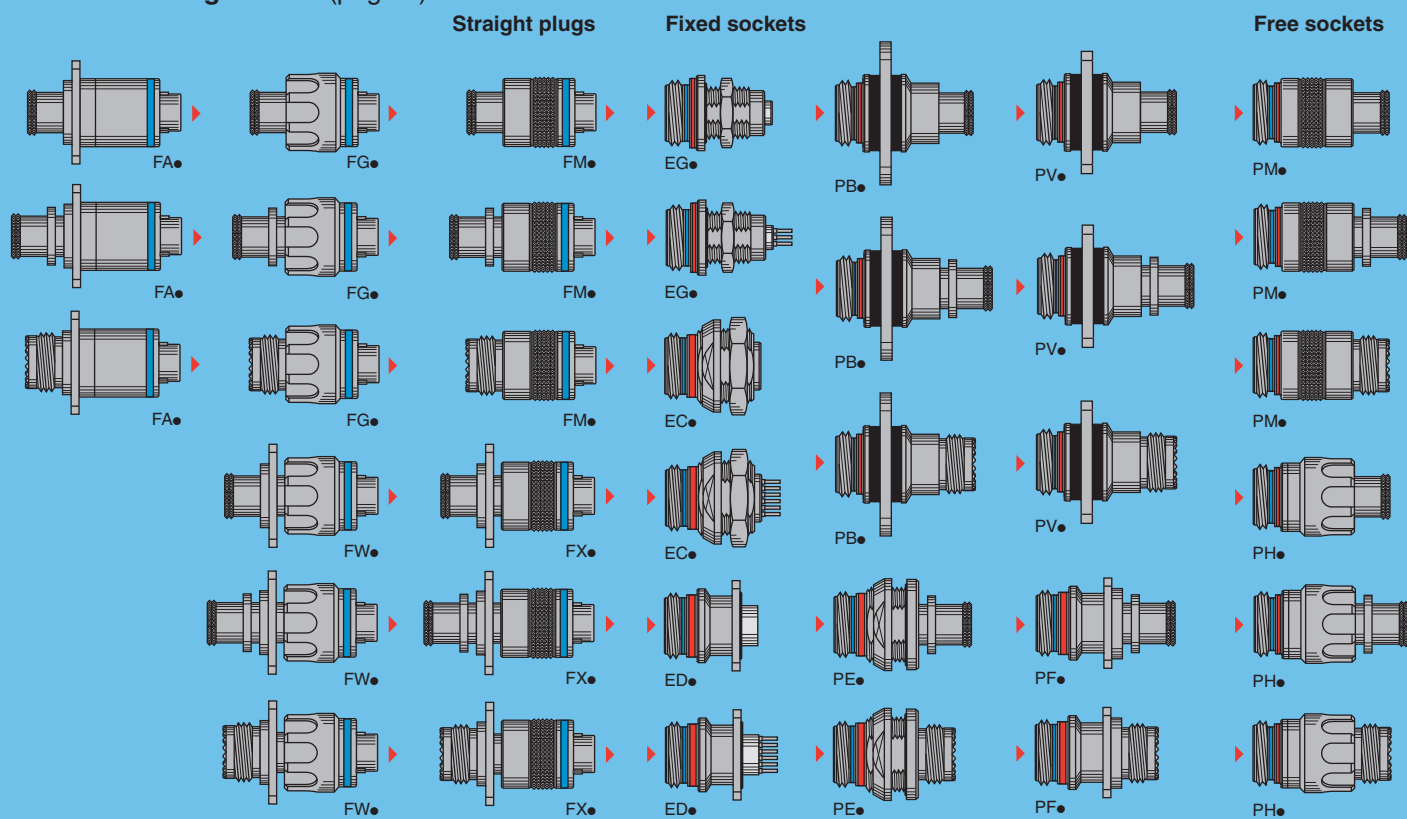 Straight plugs Fixed sockets Free sockets
FA● FG● FM● EG● PB● PV● PM●
FA● FG● FM● EG● PB● PV● PM●
FA● FG● FM● EC● PB● PV● PM●
FW● FX● EC● PH●
FW● FX● ED● PE● PF● PH●
FW● FX● ED● PE● PF● PH●